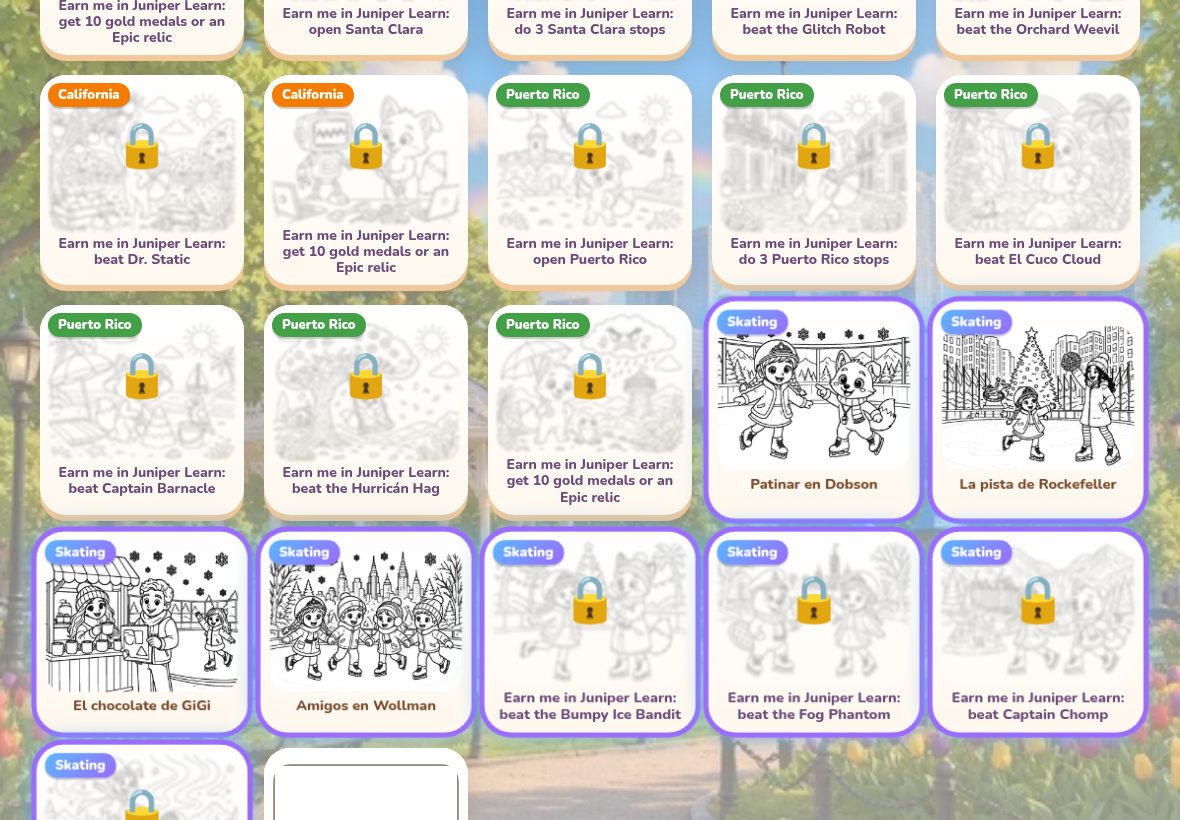 Earn me in Juniper Learn:
get 10 gold medals or an
Epic relic
Earn me in Juniper Learn:
open Santa Clara
Earn me in Juniper Learn:
do 3 Santa Clara stops
Earn me in Juniper Learn:
beat the Glitch Robot
Earn me in Juniper Learn:
beat the Orchard Weevil
California
Earn me in Juniper Learn:
beat Dr. Static
California
Earn me in Juniper Learn:
get 10 gold medals or an
Epic relic
Puerto Rico
Earn me in Juniper Learn:
open Puerto Rico
Puerto Rico
Earn me in Juniper Learn:
do 3 Puerto Rico stops
Puerto Rico
Earn me in Juniper Learn:
beat El Cuco Cloud
Puerto Rico
Earn me in Juniper Learn:
beat Captain Barnacle
Puerto Rico
Earn me in Juniper Learn:
beat the Hurricán Hag
Puerto Rico
Earn me in Juniper Learn:
get 10 gold medals or an
Epic relic
Skating
Patinar en Dobson
Skating
La pista de Rockefeller
Skating
El chocolate de GiGi
Skating
Amigos en Wollman
Skating
Earn me in Juniper Learn:
beat the Bumpy Ice Bandit
Skating
Earn me in Juniper Learn:
beat the Fog Phantom
Skating
Earn me in Juniper Learn:
beat Captain Chomp
Skating